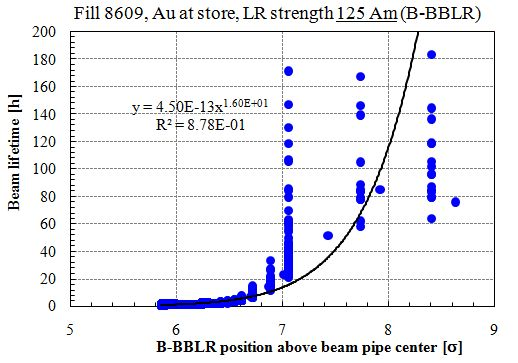 Fill 8609, Au at store, LR strength 125 Am (B-BBLR)
200
180
160
140
120
100
80
60
40
20
0
Beam lifetime [h]
y = 4.50E-13x^1.60E+01
R² = 8.78E-01
5 6 7 8 9
B-BBLR position above beam pipe center [σ]